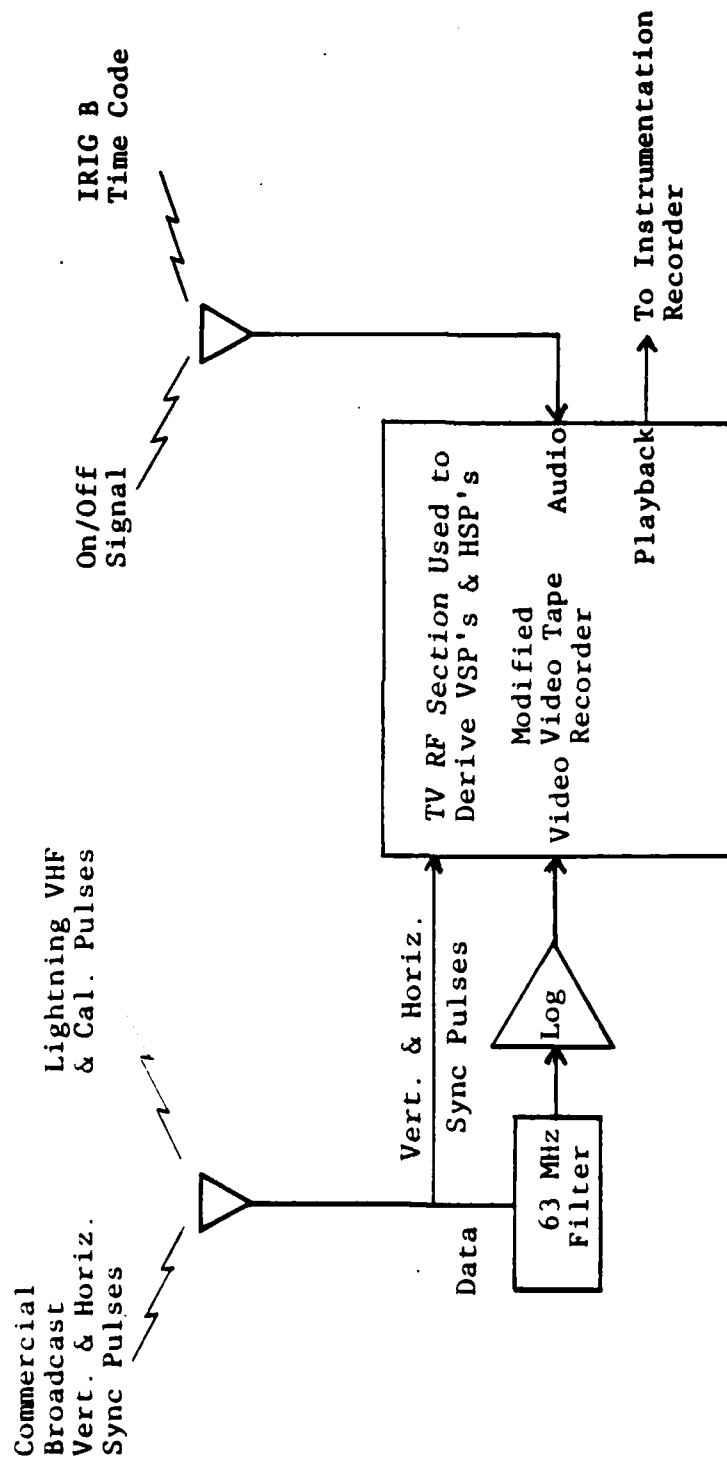 Commercial
Broadcast
Vert. & Horiz.
Sync Pulses
Lightning VHF
& Cal. Pulses
On/Off
Signal
IRIG B
Time Code
Data
Vert. & Horiz.
Sync Pulses
63 MHz
Filter
Log
TV RF Section Used to
Derive VSP's & HSP's
Modified
Video Video Tape
Recorder
Audio
Playback
To Instrumentation
Recorder